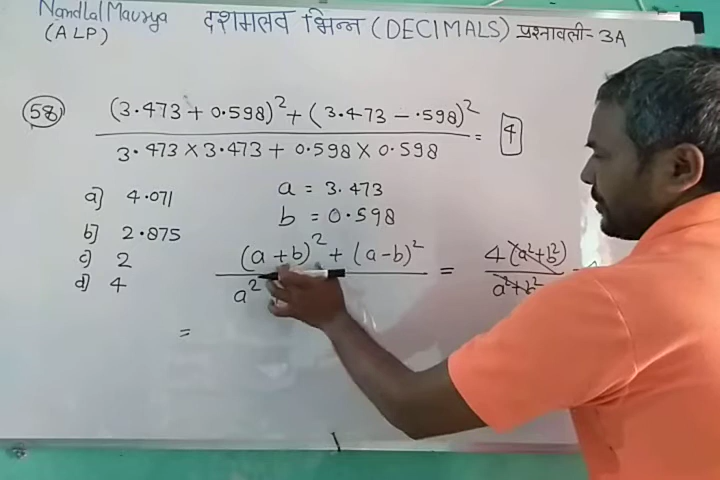 Nandlal Maurya
(ALP)
दशमलव भिन्न (DECIMALS) प्रश्नावली- 3A
58 (3.473 + 0.598)² + (3.473 - .598)² / 3.473 × 3.473 + 0.598 × 0.598 = 4
a] 4.071
b] 2.875
c] 2
d] 4
a = 3.473
b = 0.598
(a+b)² + (a-b)² / a² = 4(a²+b²) / a²+b²
=